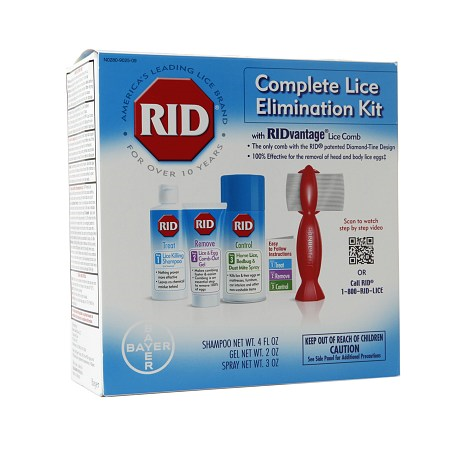 AMERICA'S LEADING LICE BRAND
RID
FOR OVER 10 YEARS
Complete Lice
Elimination Kit
with RIDvantage® Lice Comb
• The only comb with the RID® patented Diamond-Tine Design
• 100% Effective for the removal of head and body lice eggs‡
RID
Treat
1 Lice Killing
Shampoo
RID
Remove
2 Lice & Egg
Comb-Out
Gel
RID
Control
3 Home Lice,
Bedbug &
Dust Mite Spray
Easy
to Follow
Instructions
1 Treat
2 Remove
3 Control
Scan to watch
step by step video
OR
Call RID®
1-800-RID-LICE
BAYER
BAYER
SHAMPOO NET WT. 4 FL OZ
GEL NET WT. 2 OZ
SPRAY NET WT. 3 OZ
KEEP OUT OF REACH OF CHILDREN
CAUTION
See Side Panel for Additional Precautions.